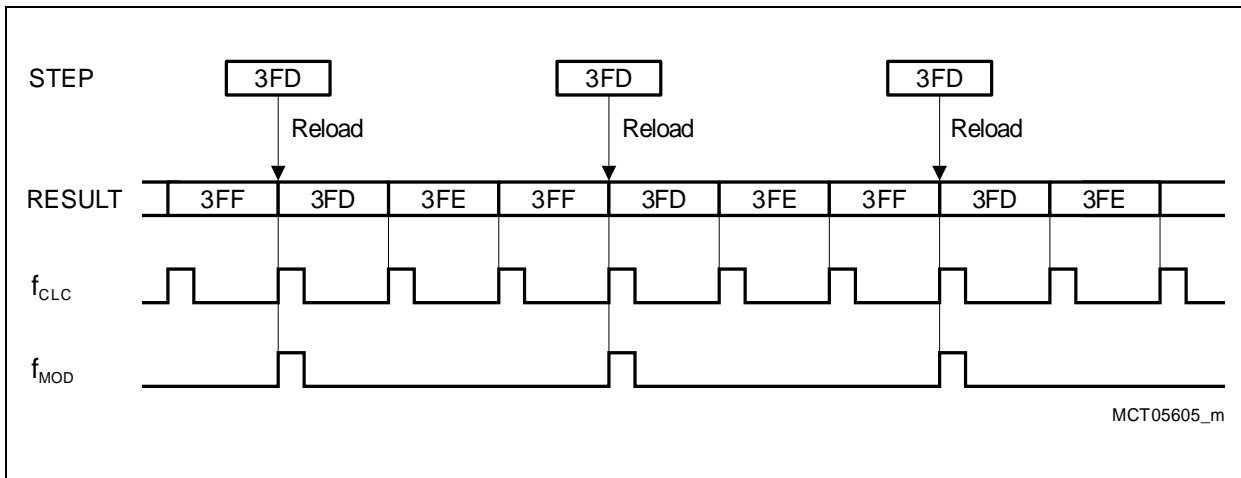 STEP 3FD 3FD 3FD
Reload Reload Reload
RESULT 3FF 3FD 3FE 3FF 3FD 3FE 3FF 3FD 3FE
fCLC
fMOD
MCT05605_m